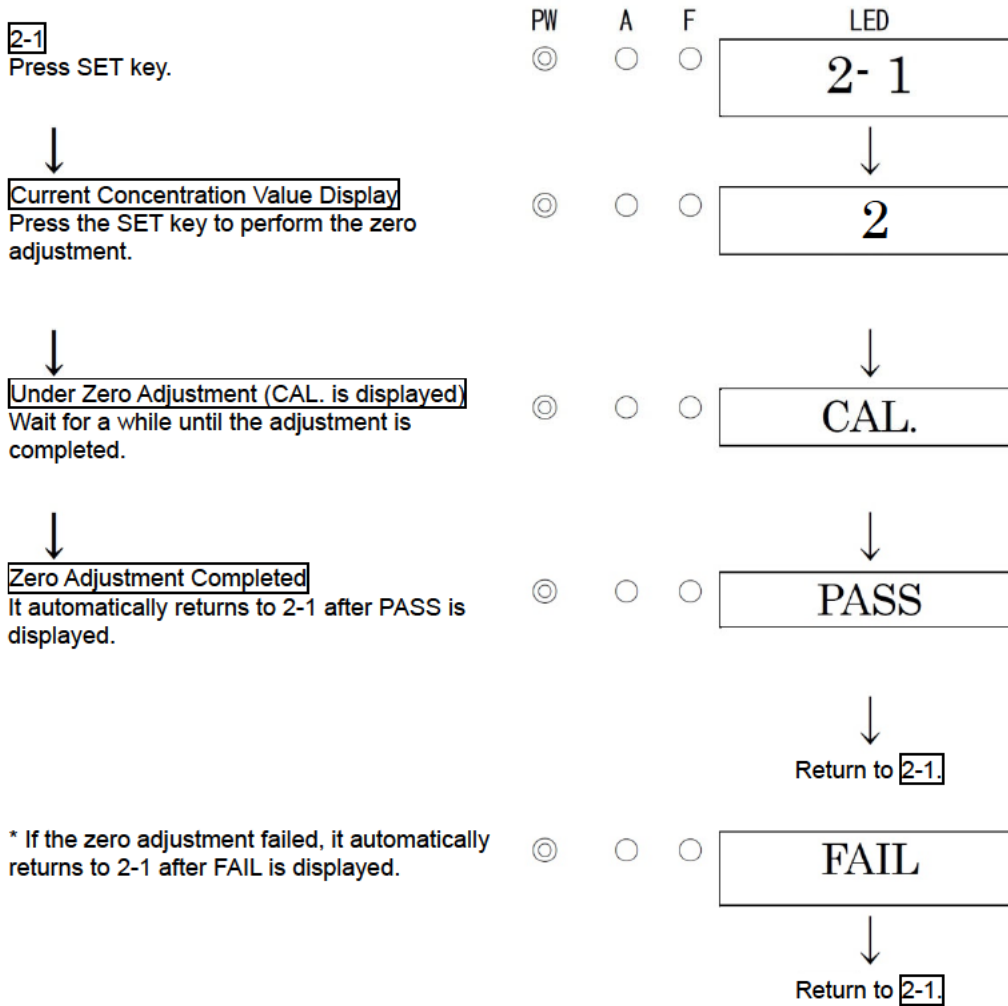 PW A F LED
2-1
Press SET key.
2- 1
Current Concentration Value Display
Press the SET key to perform the zero
adjustment.
2
Under Zero Adjustment (CAL. is displayed)
Wait for a while until the adjustment is
completed.
CAL.
Zero Adjustment Completed
It automatically returns to 2-1 after PASS is
displayed.
PASS
Return to 2-1.
* If the zero adjustment failed, it automatically
returns to 2-1 after FAIL is displayed.
FAIL
Return to 2-1.